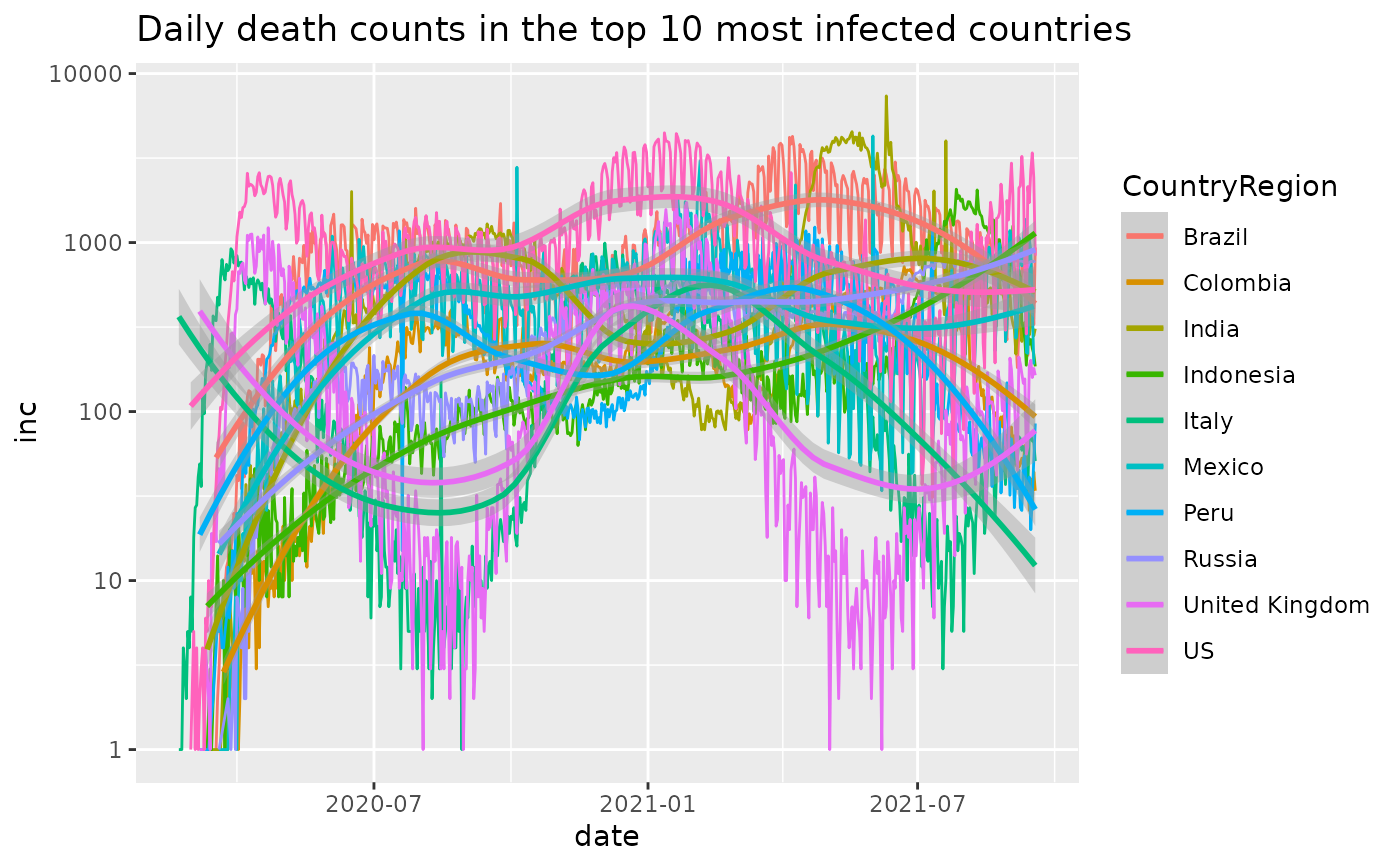 Daily death counts in the top 10 most infected countries
10000
1000
100
10
1
inc
2020-07
2021-01
2021-07
date
CountryRegion
Brazil
Colombia
India
Indonesia
Italy
Mexico
Peru
Russia
United Kingdom
US